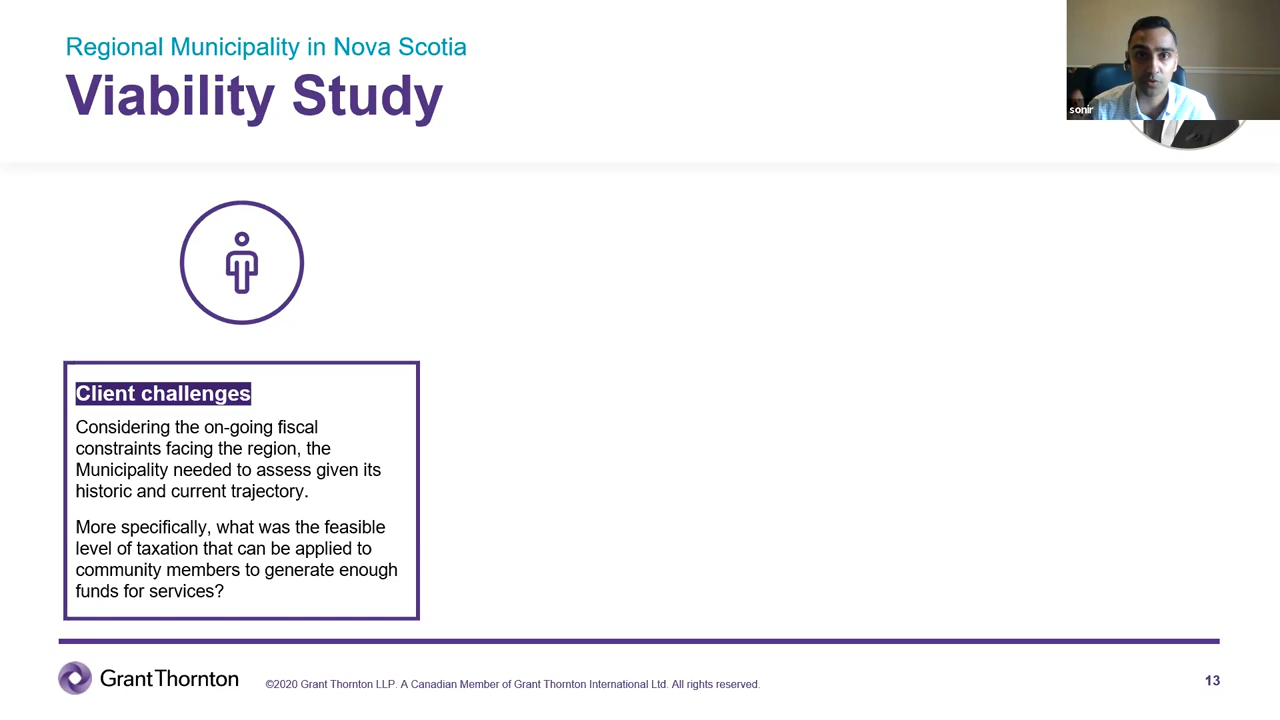 Regional Municipality in Nova Scotia
Viability Study
sonir
Client challenges
Considering the on-going fiscal
constraints facing the region, the
Municipality needed to assess given its
historic and current trajectory.
More specifically, what was the feasible
level of taxation that can be applied to
community members to generate enough
funds for services?
Grant Thornton
©2020 Grant Thornton LLP. A Canadian Member of Grant Thornton International Ltd. All rights reserved.
13